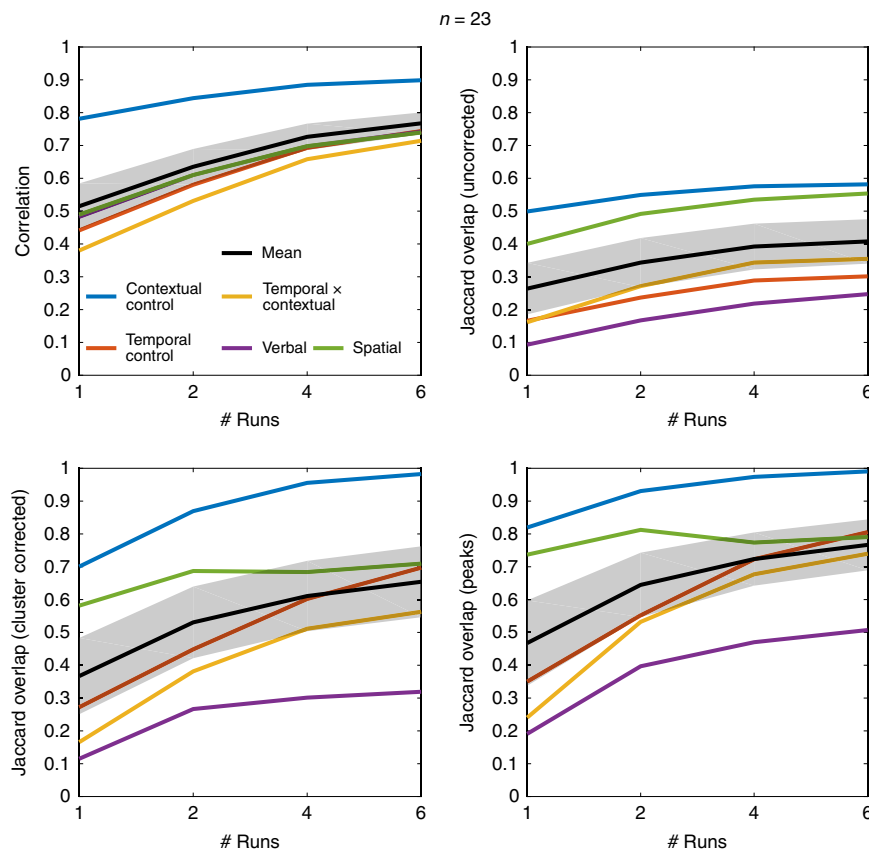 n = 23
Correlation
1
0.9
0.8
0.7
0.6
0.5
0.4
0.3
0.2
0.1
0
Mean
Contextual
control
Temporal ×
contextual
Temporal
control
Verbal
Spatial
1 2 4 6
# Runs
Jaccard overlap (uncorrected)
1
0.9
0.8
0.7
0.6
0.5
0.4
0.3
0.2
0.1
0
1 2 4 6
# Runs
Jaccard overlap (cluster corrected)
1
0.9
0.8
0.7
0.6
0.5
0.4
0.3
0.2
0.1
0
1 2 4 6
# Runs
Jaccard overlap (peaks)
1
0.9
0.8
0.7
0.6
0.5
0.4
0.3
0.2
0.1
0
1 2 4 6
# Runs